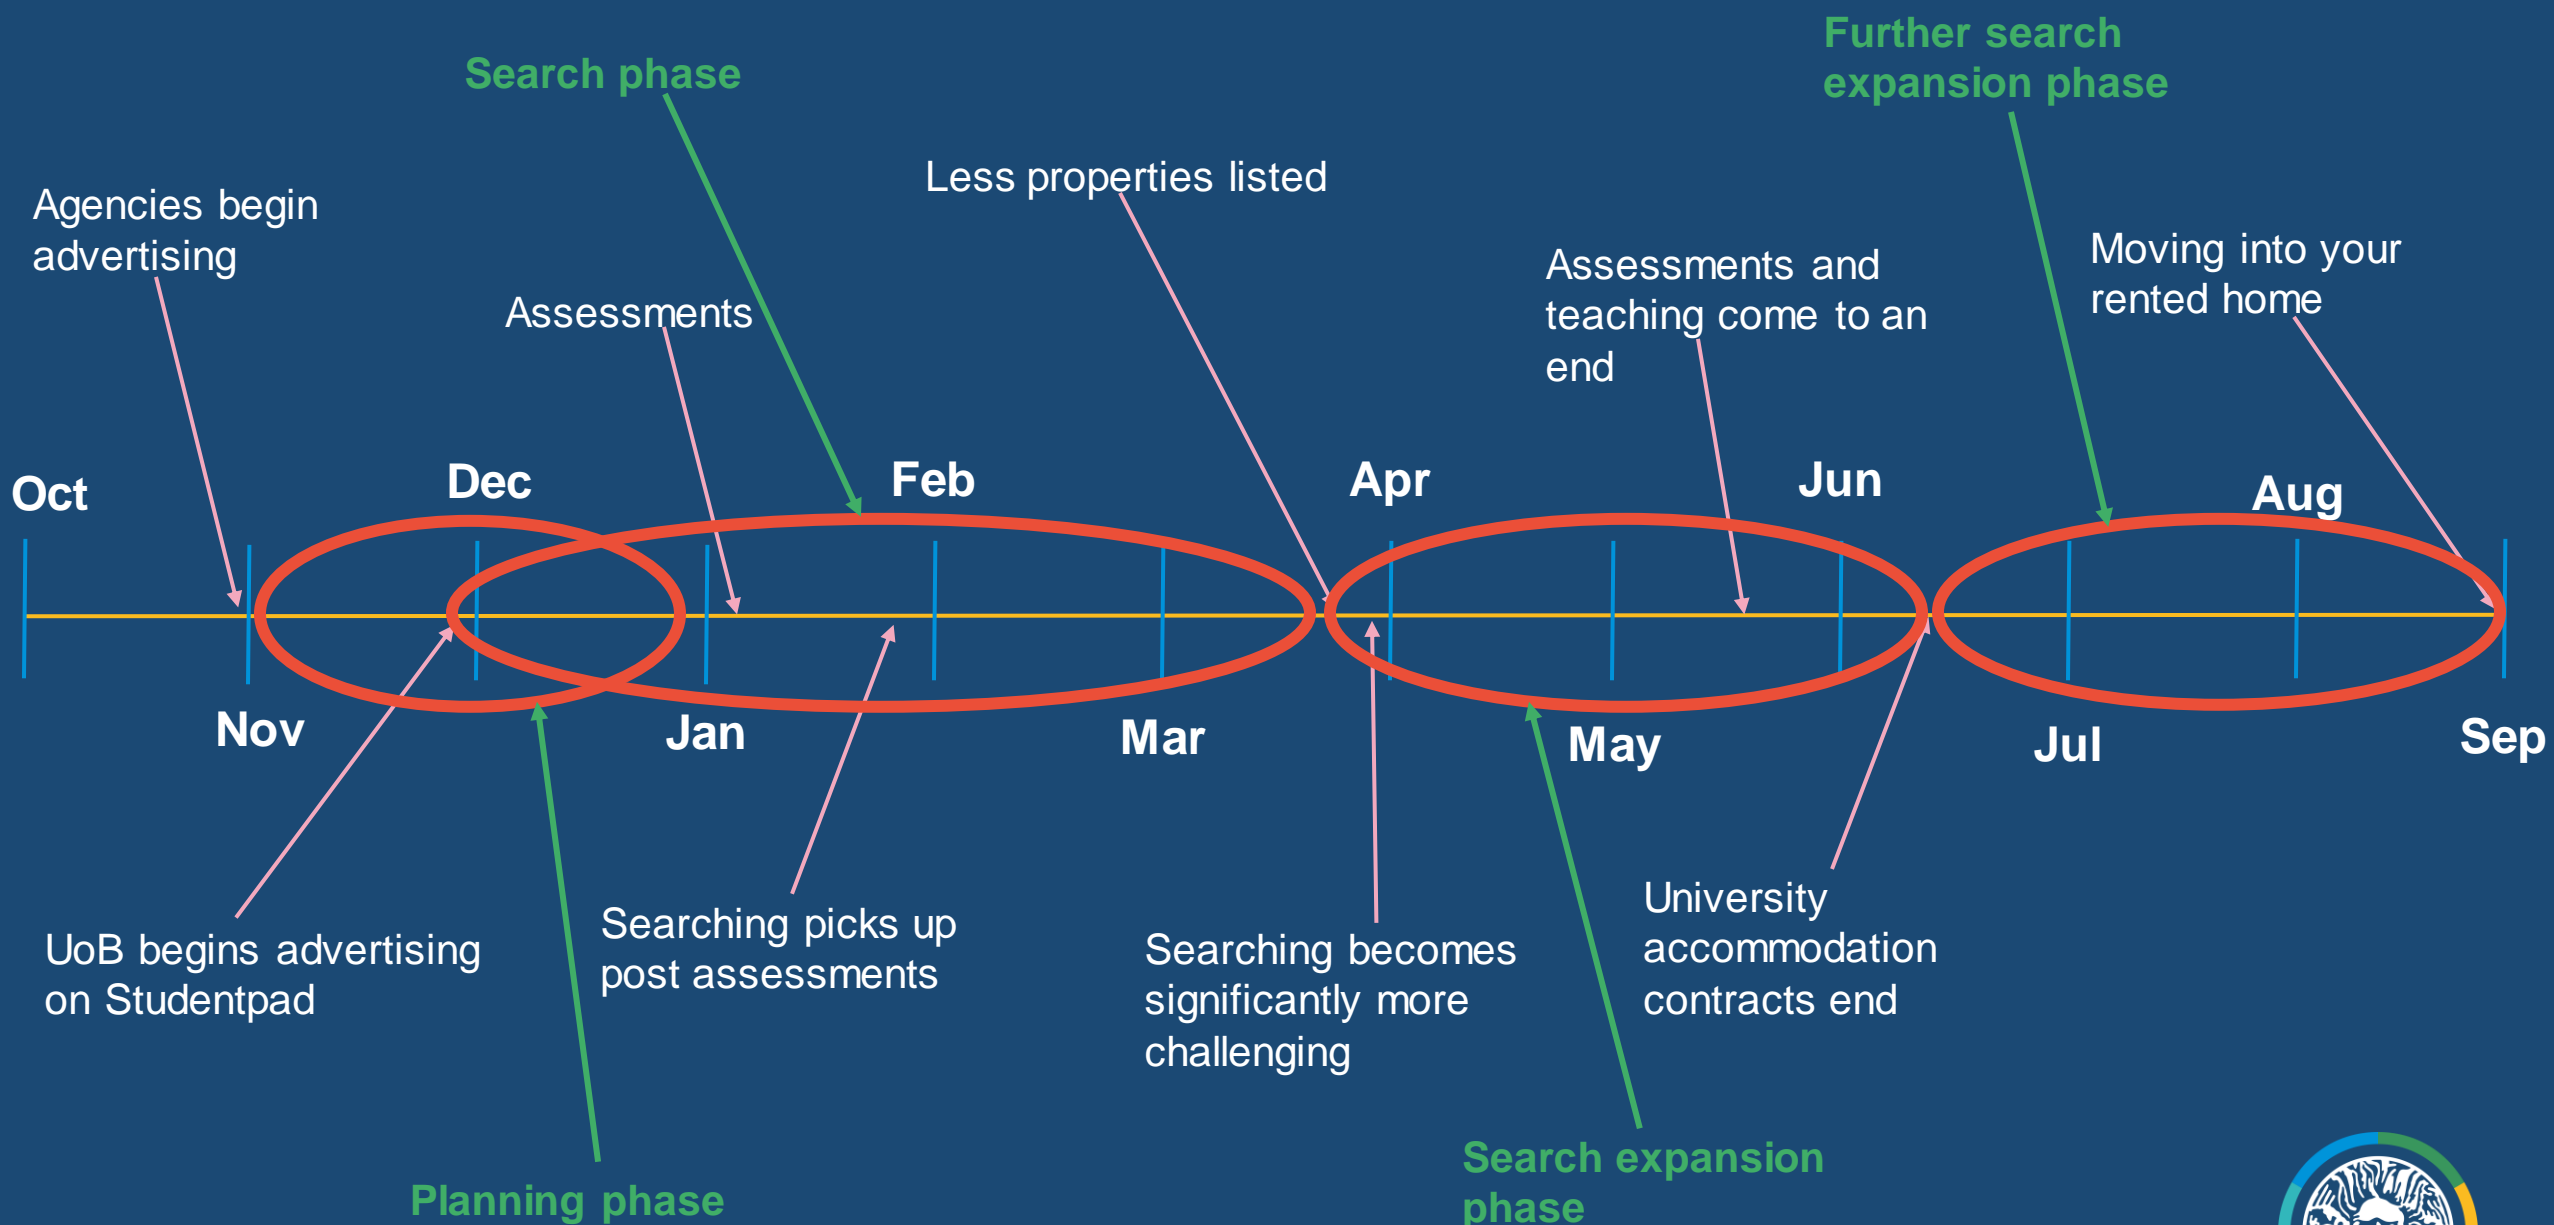 Further search
expansion phase
Search phase
Less properties listed
Agencies begin
advertising
Moving into your
rented home
Assessments and
teaching come to an
end
Assessments
Oct
Dec
Feb
Apr
Jun
Aug
Nov
Jan
Mar
May
Jul
Sep
UoB begins advertising
on Studentpad
Searching picks up
post assessments
Searching becomes
significantly more
challenging
University
accommodation
contracts end
Planning phase
Search expansion
phase